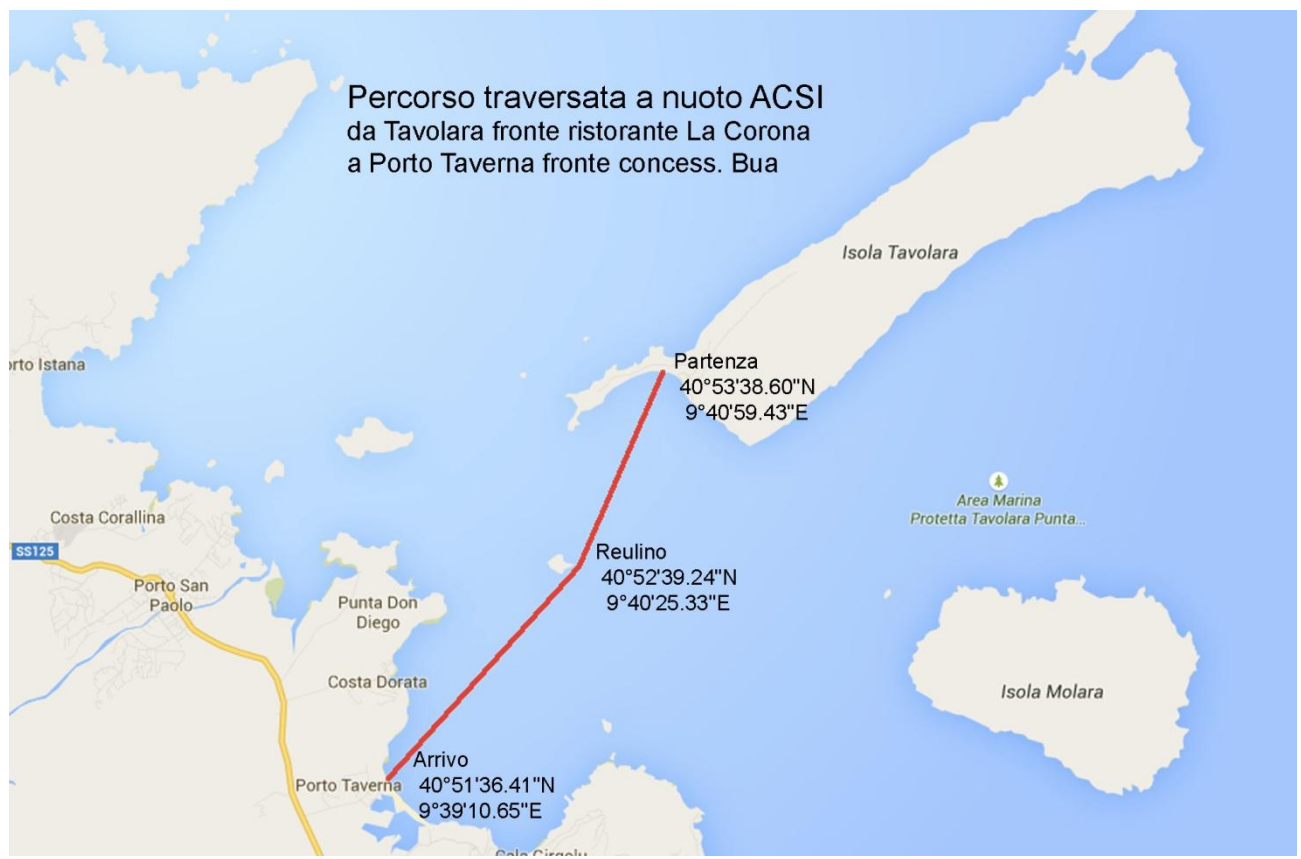 Percorso traversata a nuoto ACSI
da Tavolara fronte ristorante La Corona
a Porto Taverna fronte concess. Bua
Isola Tavolara
orto Istana
Partenza
40°53'38.60"N
9°40'59.43"E
Area Marina
Protetta Tavolara Punta...
Costa Corallina
SS125
Porto San
Paolo
Reulino
40°52'39.24"N
9°40'25.33"E
Punta Don
Diego
Costa Dorata
Isola Molara
Arrivo
40°51'36.41"N
9°39'10.65"E
Porto Taverna
Cala Girgolu